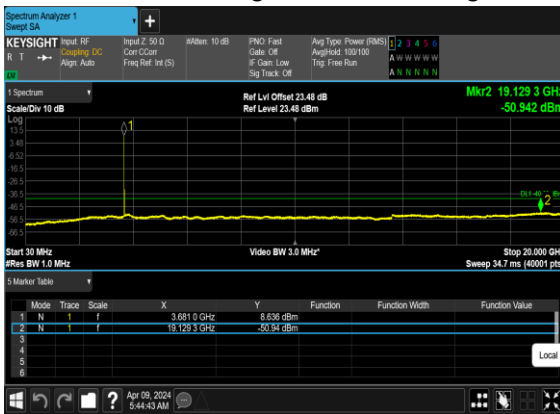 Spectrum Analyzer 1
Swept SA
KEYSIGHT Input: RF Input Z: 50 Ω #Atten: 10 dB PNO: Fast Avg Type: Power (RMS) 1 2 3 4 5 6
R T Coupling: DC Corr CCorr Gate: Off Avg|Hold: 100/100 A W W W W W
Align: Auto Freq Ref: Int (S) IF Gain: Low Trig: Free Run
LV Sig Track: Off A N N N N N
1 Spectrum Ref Lvl Offset 23.48 dB Mkr2 19.129 3 GHz
Scale/Div 10 dB Ref Level 23.48 dBm -50.942 dBm
Log
13.5
3.48
-6.52
-16.5
-26.5
-36.5
-46.5
-56.5
-66.5
1
2
Start 30 MHz Video BW 3.0 MHz* Stop 20.000 GH
#Res BW 1.0 MHz Sweep 34.7 ms (40001 pts
5 Marker Table
Mode Trace Scale X Y Function Function Width Function Value
1 N 1 f 3.681 0 GHz 8.636 dBm
2 N 1 f 19.129 3 GHz -50.94 dBm
3
4
5
6
Local
? Apr 09, 2024
5:44:43 AM